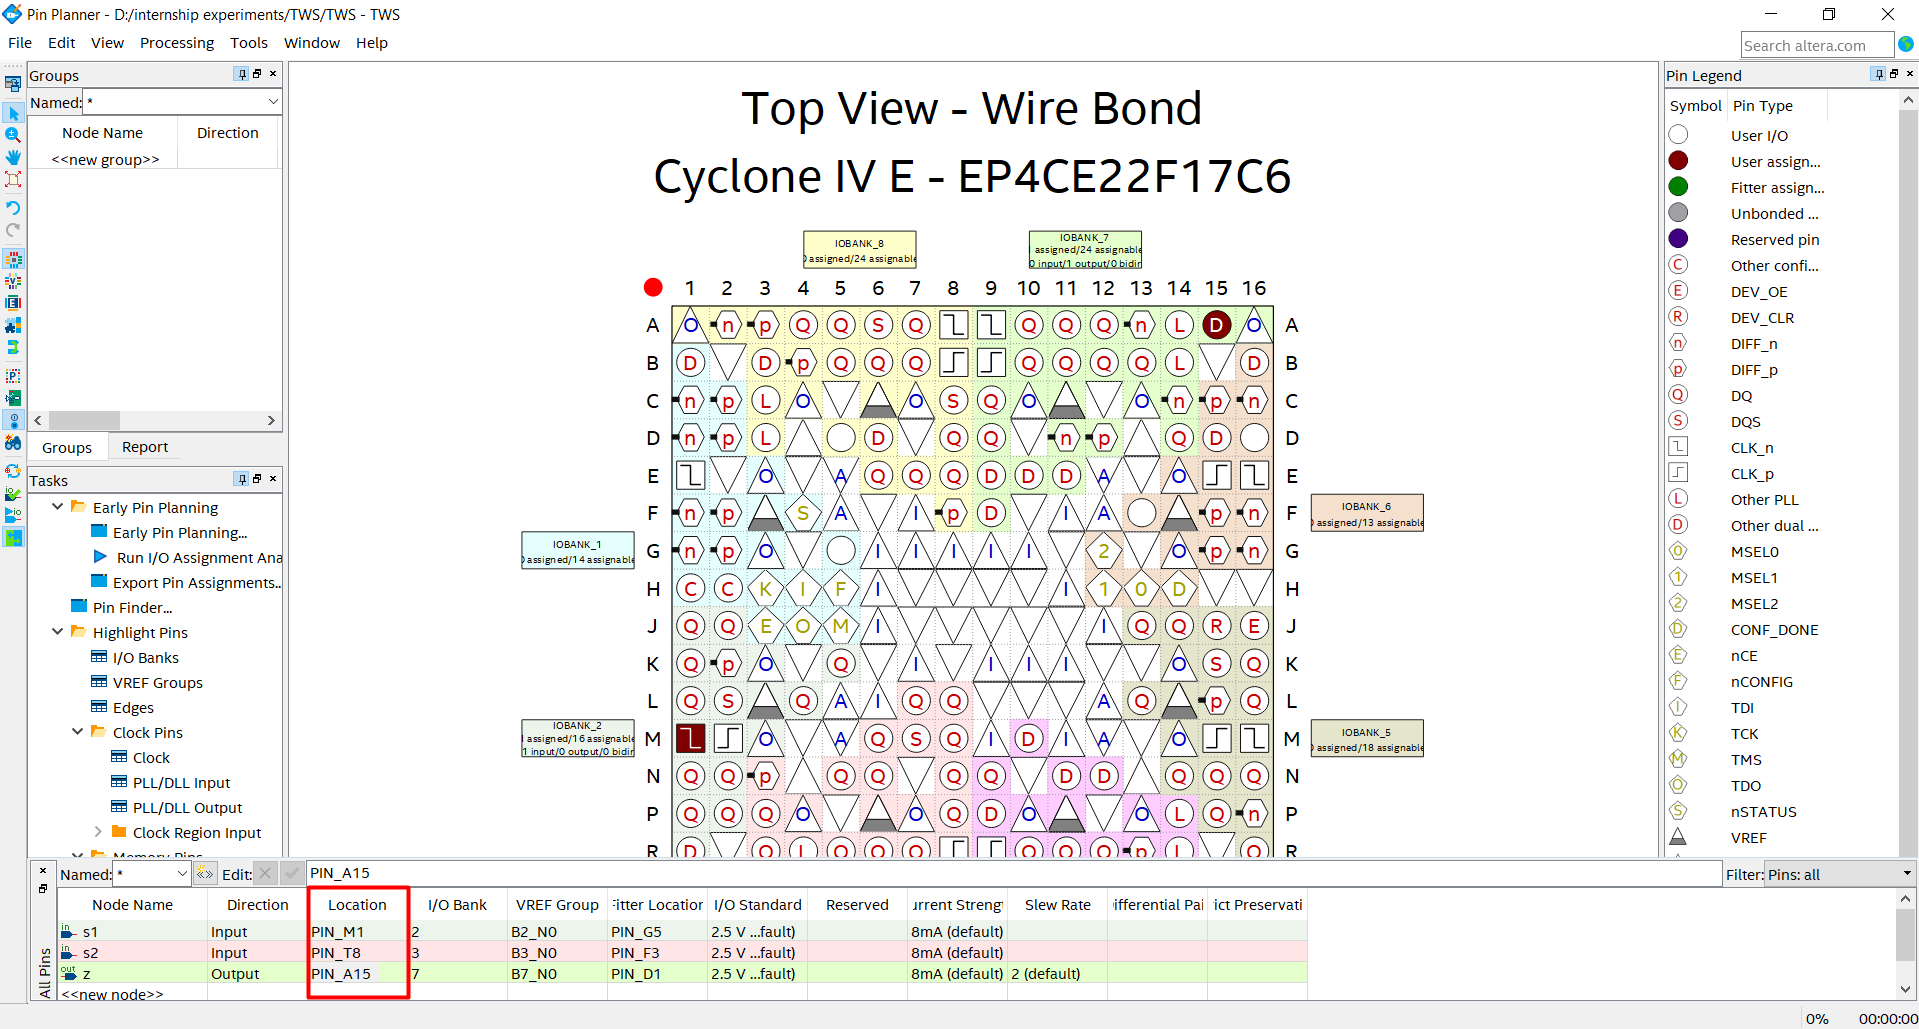 Pin Planner - D:/internship experiments/TWS/TWS - TWS
File Edit View Processing Tools Window Help
Search altera.com
Groups
Named: *
Node Name Direction
<<new group>>
Groups Report
Tasks
Early Pin Planning
Early Pin Planning...
Run I/O Assignment Ana
Export Pin Assignments...
Pin Finder...
Highlight Pins
I/O Banks
VREF Groups
Edges
Clock Pins
Clock
PLL/DLL Input
PLL/DLL Output
Clock Region Input
Memory Pins
Top View - Wire Bond
Cyclone IV E - EP4CE22F17C6
IOBANK_8
assigned/24 assignable
IOBANK_7
assigned/24 assignable
0 input/1 output/0 bidir
IOBANK_1
assigned/14 assignable
IOBANK_6
assigned/13 assignable
IOBANK_2
assigned/16 assignable
1 input/0 output/0 bidir
IOBANK_5
assigned/18 assignable
1 2 3 4 5 6 7 8 9 10 11 12 13 14 15 16
A O n p Q Q S Q Q Q Q n L D O A
B D D p Q Q Q Q Q Q Q L D B
C n p L O O S Q O O n p n C
D n p L D Q Q n p Q D D
E O A Q Q Q D D D A O E
F n p S A I p D I A p n F
G n p O I I I I I 2 O p n G
H C C K I F I I 1 0 D H
J Q Q E O M I I Q Q R E J
K Q p O Q I I I I O S Q K
L Q S Q A I Q Q A Q p Q L
M O A Q S Q I D I A O M
N Q Q p Q Q Q Q D D Q Q Q N
P Q Q Q O O Q D O O L Q n P
R D Q L Q Q Q Q Q Q p L Q R
Pin Legend
Symbol Pin Type
User I/O
User assign...
Fitter assign...
Unbonded ...
Reserved pin
C Other confi...
E DEV_OE
R DEV_CLR
n DIFF_n
p DIFF_p
Q DQ
S DQS
CLK_n
CLK_p
L Other PLL
D Other dual ...
0 MSEL0
1 MSEL1
2 MSEL2
D CONF_DONE
E nCE
F nCONFIG
I TDI
K TCK
M TMS
O TDO
S nSTATUS
VREF
Named: * Edit: PIN_A15 Filter: Pins: all
All Pins
Node Name Direction Location I/O Bank VREF Group itter Location I/O Standard Reserved urrent Streng Slew Rate ifferential Pai ict Preservati
in s1 Input PIN_M1 2 B2_N0 PIN_G5 2.5 V ...fault) 8mA (default)
in s2 Input PIN_T8 3 B3_N0 PIN_F3 2.5 V ...fault) 8mA (default)
out z Output PIN_A15 7 B7_N0 PIN_D1 2.5 V ...fault) 8mA (default) 2 (default)
<<new node>>
0% 00:00:00